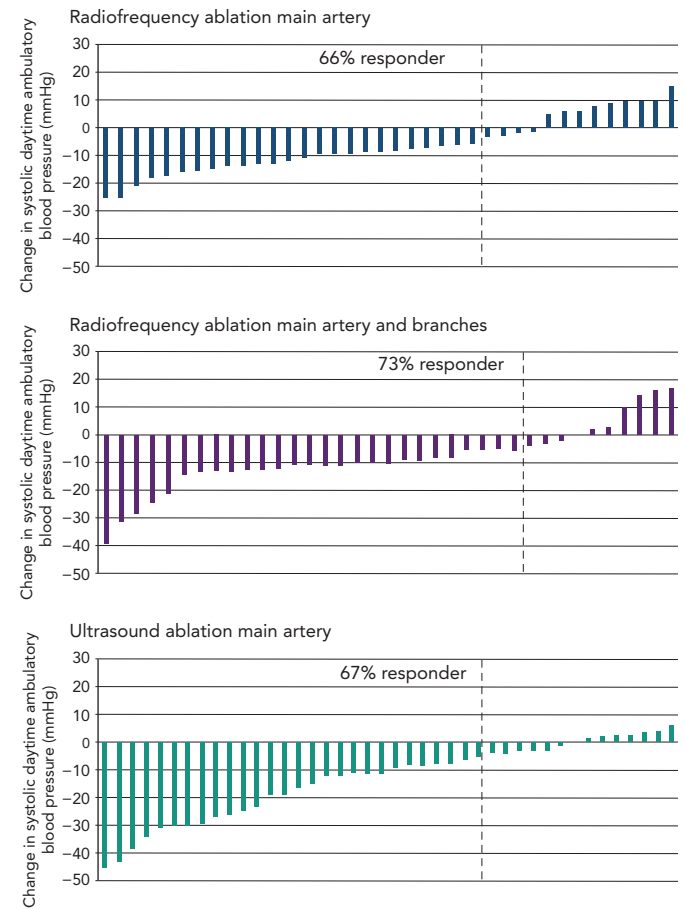 Radiofrequency ablation main artery
Change in systolic daytime ambulatory
blood pressure (mmHg)
30
20
10
0
−10
−20
−30
−40
−50
66% responder
Radiofrequency ablation main artery and branches
Change in systolic daytime ambulatory
blood pressure (mmHg)
30
20
10
0
−10
−20
−30
−40
−50
73% responder
Ultrasound ablation main artery
Change in systolic daytime ambulatory
blood pressure (mmHg)
30
20
10
0
−10
−20
−30
−40
−50
67% responder